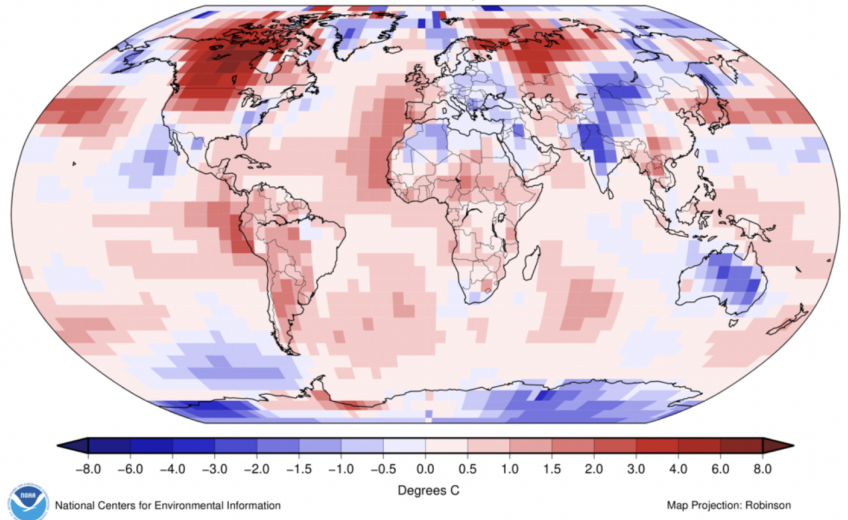 -8.0 -6.0 -4.0 -3.0 -2.0 -1.5 -1.0 -0.5 0.0 0.5 1.0 1.5 2.0 3.0 4.0 6.0 8.0
Degrees C
NOAA
National Centers for Environmental Information
Map Projection: Robinson